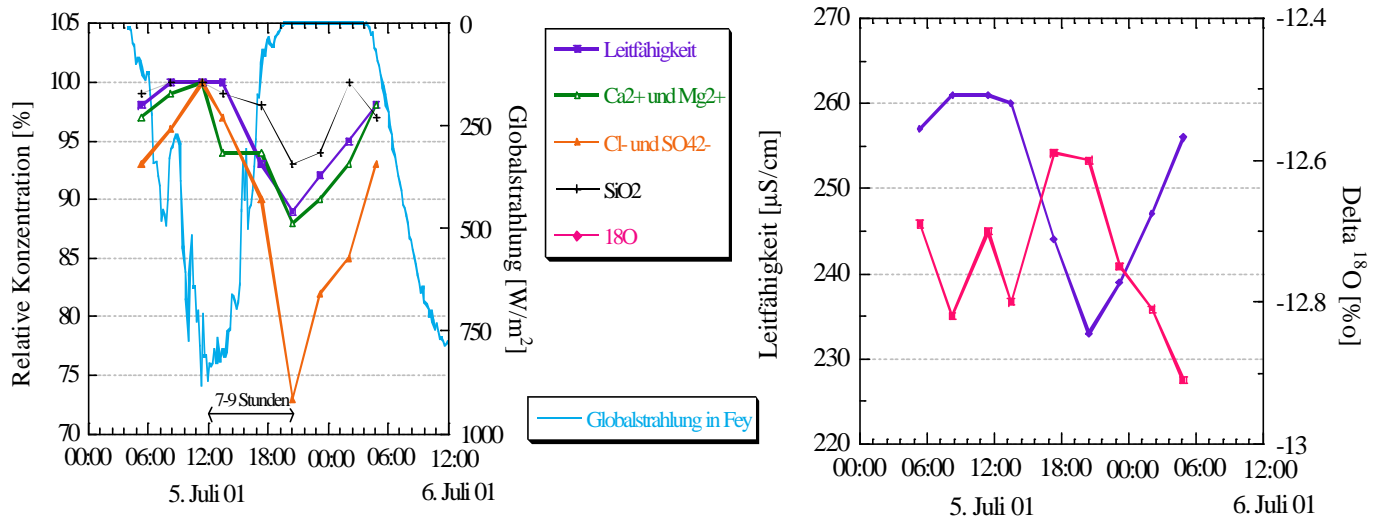 105
100
95
90
85
80
75
70
Relative Konzentration [%]
0
250
500
750
1000
Globalstrahlung [W/m²]
7-9 Stunden
00:00 06:00 12:00 18:00 00:00 06:00 12:00
5. Juli 01 6. Juli 01
Leitfähigkeit
Ca2+ und Mg2+
Cl- und SO42-
SiO2
18O
Globalstrahlung in Fey
270
260
250
240
230
220
Leitfähigkeit [µS/cm]
-12.4
-12.6
-12.8
-13
Delta ¹⁸O [%o]
00:00 06:00 12:00 18:00 00:00 06:00 12:00
5. Juli 01 6. Juli 01